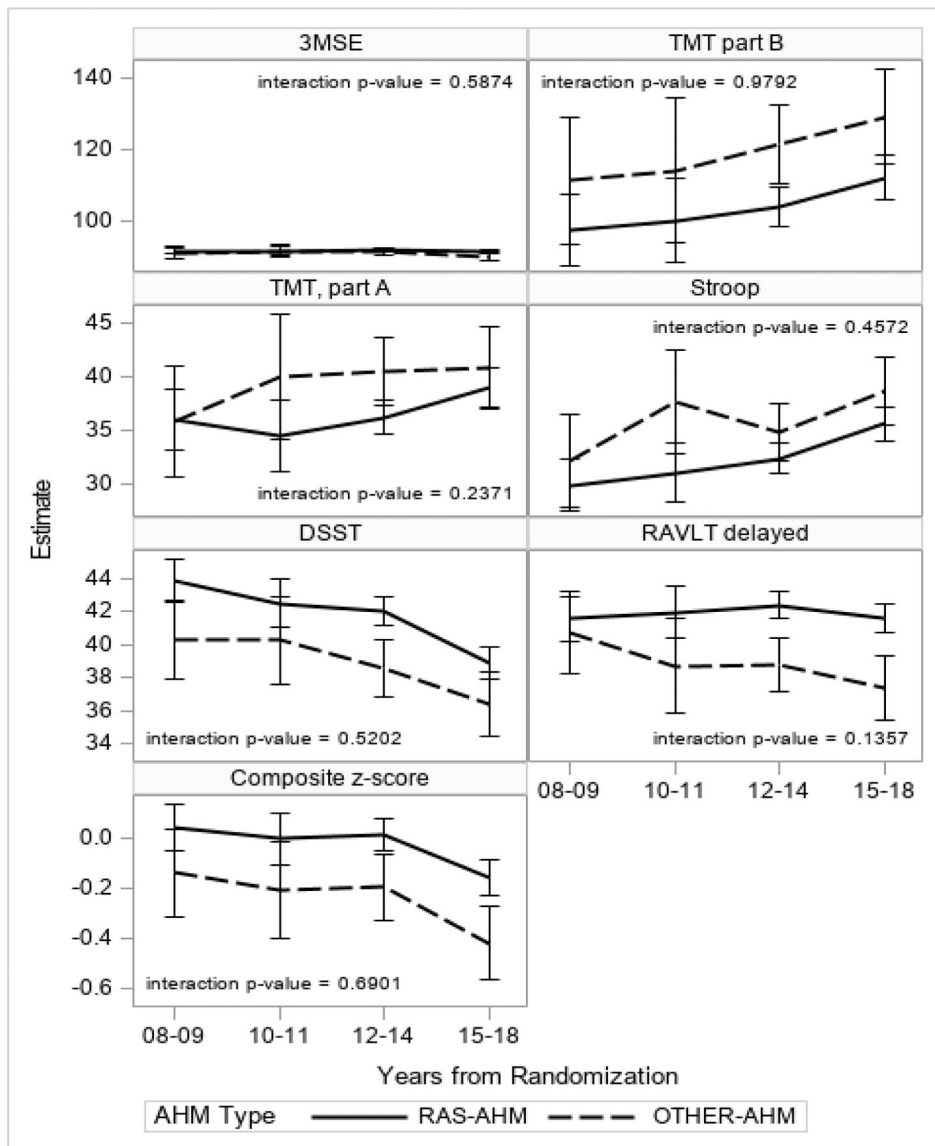 3MSE
TMT part B
interaction p-value = 0.5874
interaction p-value = 0.9792
140
120
100
TMT, part A
Stroop
interaction p-value = 0.4572
45
40
35
30
interaction p-value = 0.2371
Estimate
DSST
RAVLT delayed
44
42
40
38
36
34
interaction p-value = 0.5202
interaction p-value = 0.1357
Composite z-score
08-09 10-11 12-14 15-18
0.0
-0.2
-0.4
-0.6
interaction p-value = 0.6901
08-09 10-11 12-14 15-18
Years from Randomization
AHM Type RAS-AHM OTHER-AHM